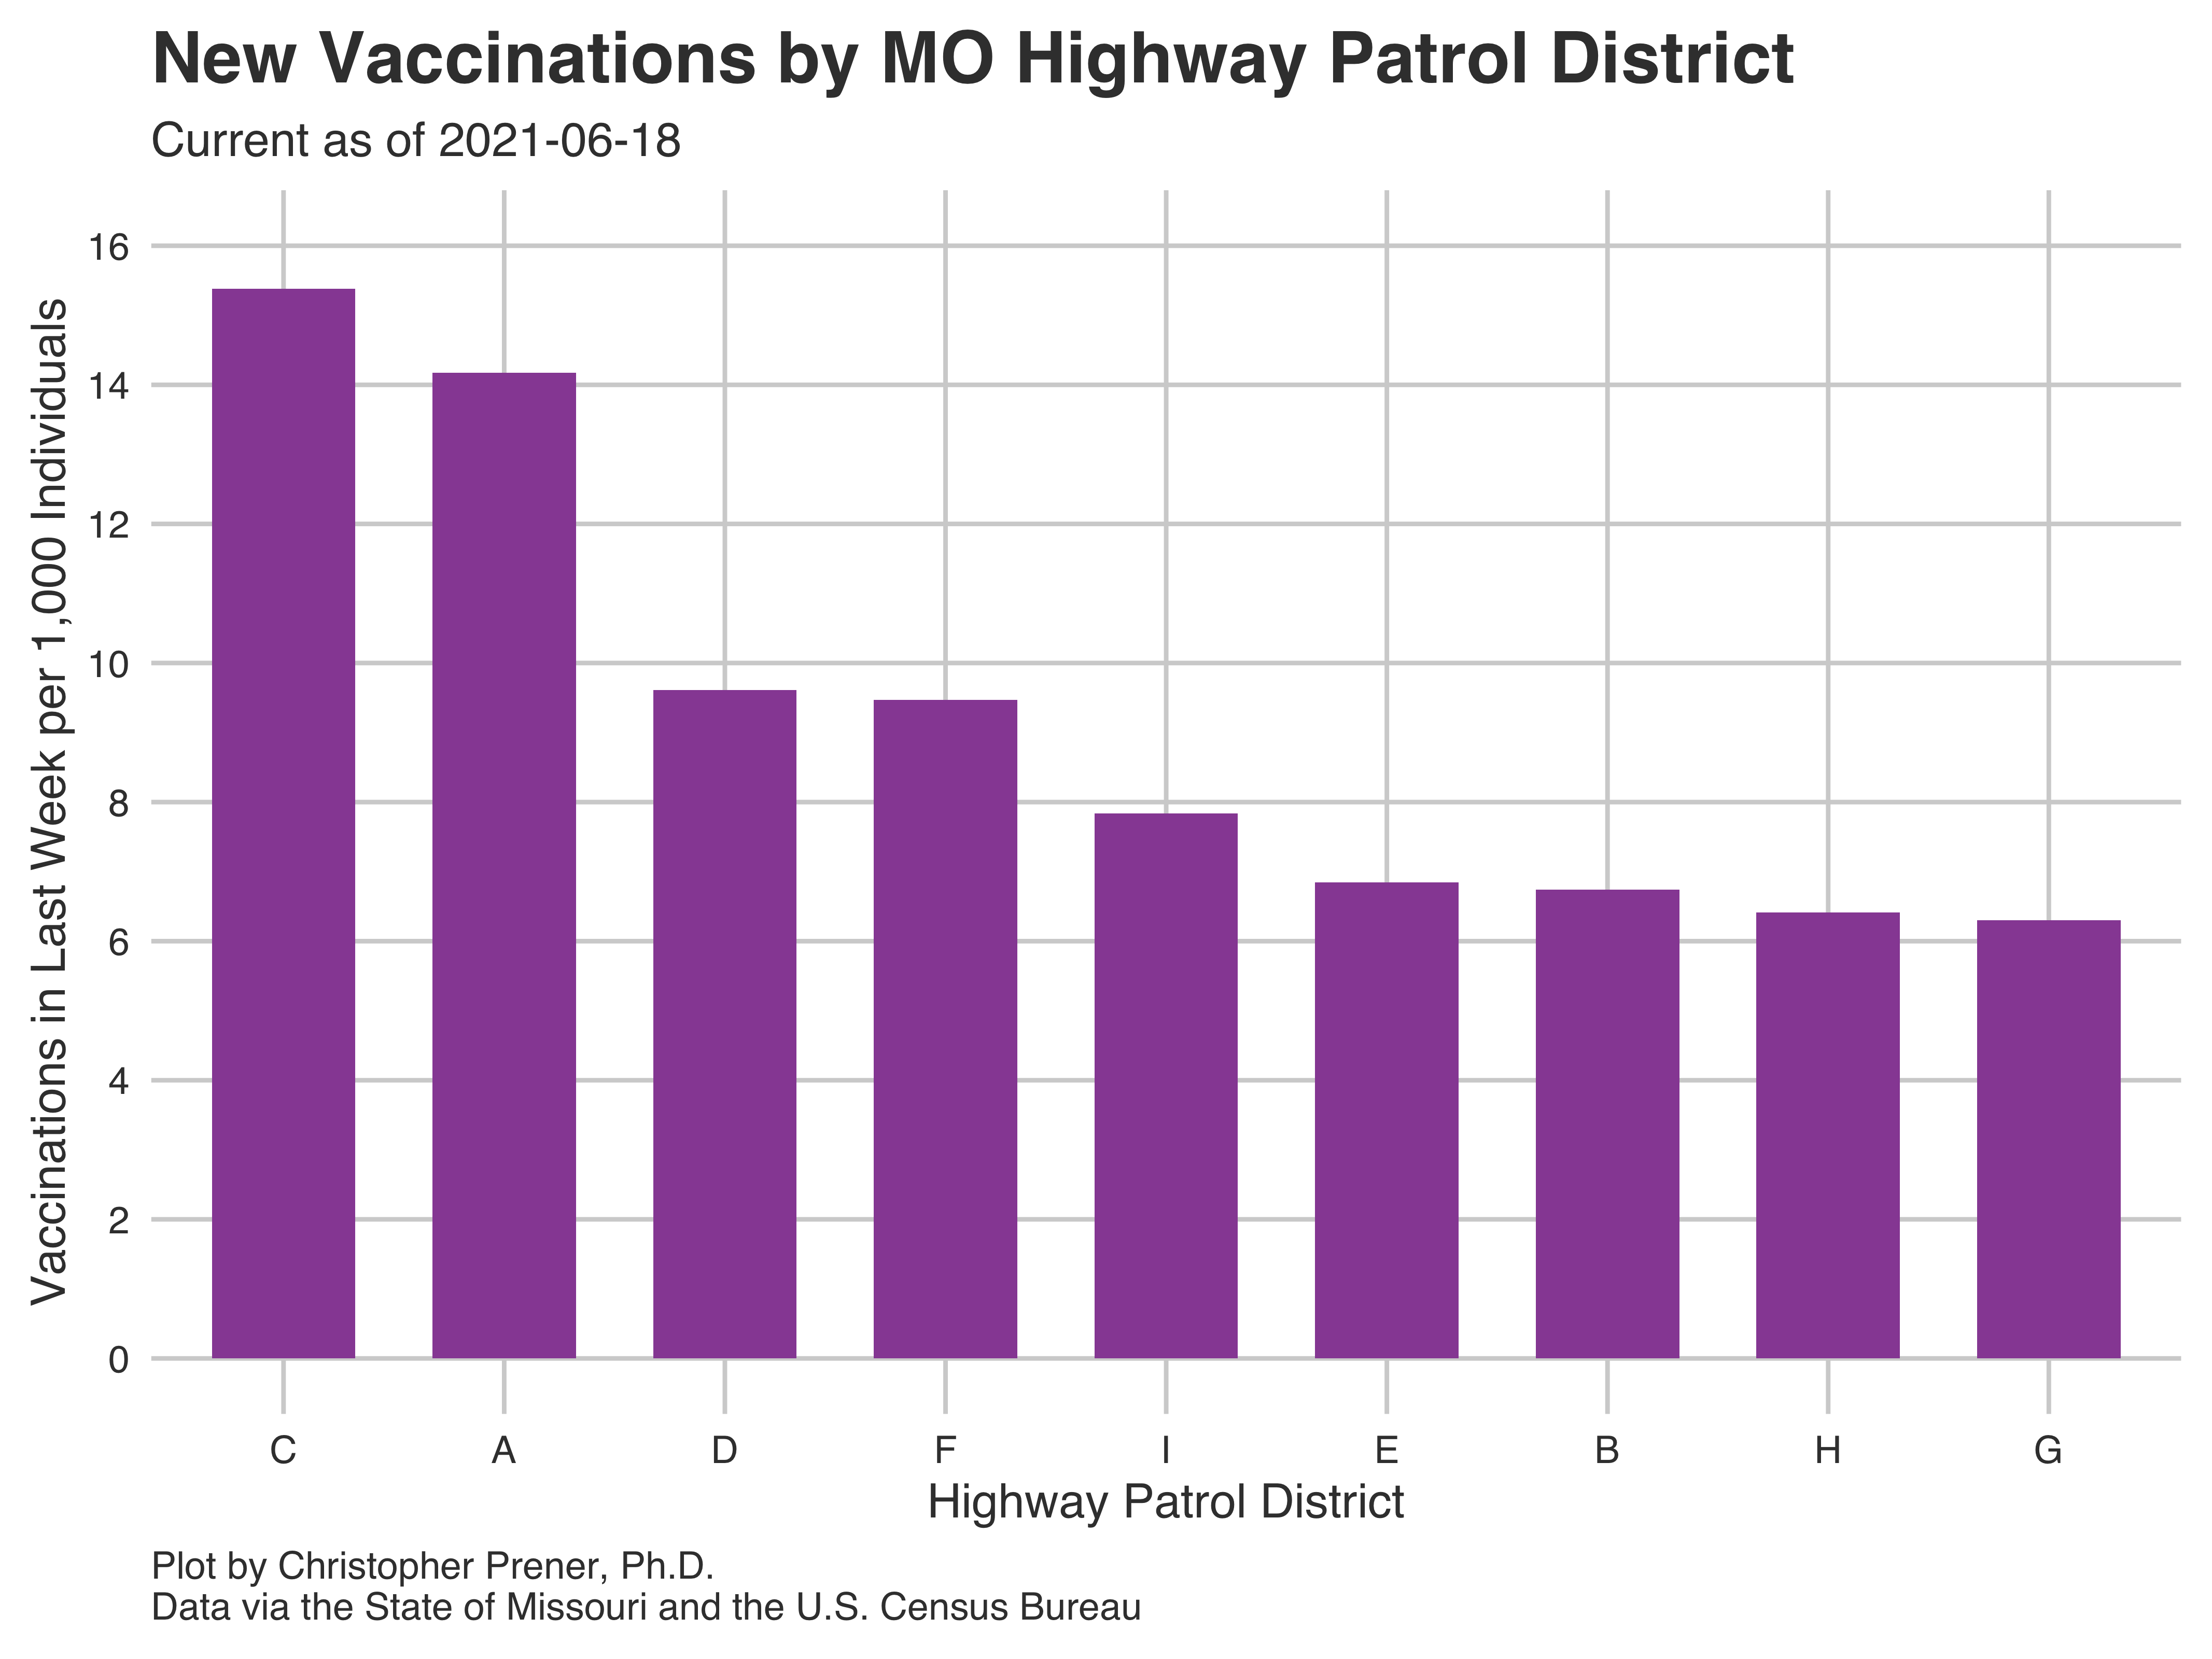 New Vaccinations by MO Highway Patrol District
Current as of 2021-06-18
Vaccinations in Last Week per 1,000 Individuals
16
14
12
10
8
6
4
2
0
C A D F I E B H G
Highway Patrol District
Plot by Christopher Prener, Ph.D.
Data via the State of Missouri and the U.S. Census Bureau